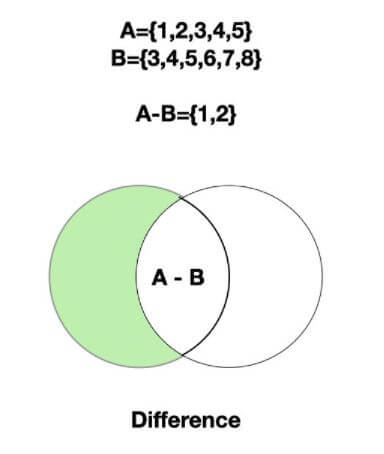 A={1,2,3,4,5}
B={3,4,5,6,7,8}
A-B={1,2}
A - B
Difference